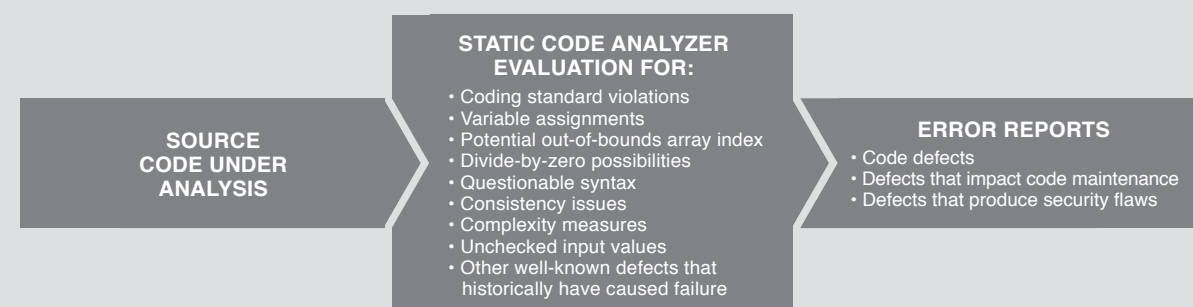 SOURCE
CODE UNDER
ANALYSIS
STATIC CODE ANALYZER
EVALUATION FOR:
• Coding standard violations
• Variable assignments
• Potential out-of-bounds array index
• Divide-by-zero possibilities
• Questionable syntax
• Consistency issues
• Complexity measures
• Unchecked input values
• Other well-known defects that
historically have caused failure
ERROR REPORTS
• Code defects
• Defects that impact code maintenance
• Defects that produce security flaws